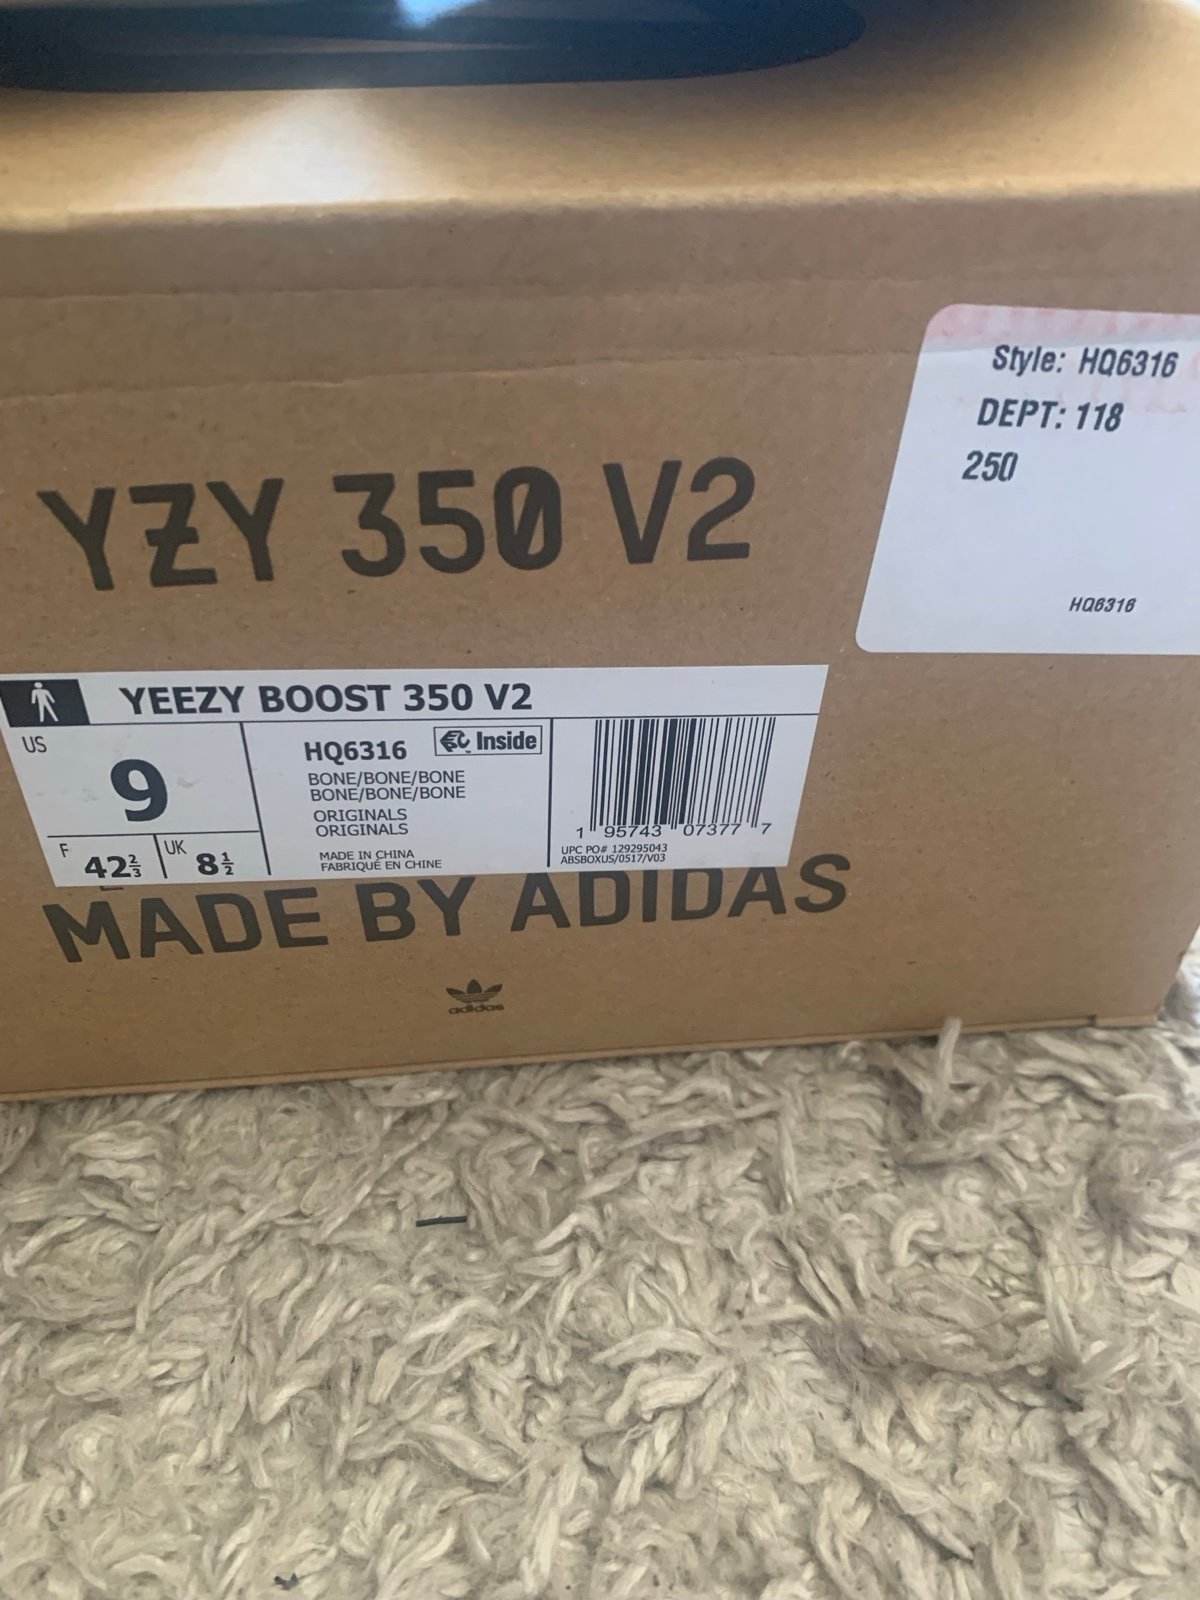 Style: HQ6316
DEPT: 118
250
HQ6316
YZY 350 V2
YEEZY BOOST 350 V2
US
9
F
42⅔
UK
8½
HQ6316
Inside
BONE/BONE/BONE
BONE/BONE/BONE
ORIGINALS
ORIGINALS
MADE IN CHINA
FABRIQUÉ EN CHINE
1 95743 07377 7
UPC PO# 129295043
ABSBOXUS/0517/V03
MADE BY ADIDAS
adidas